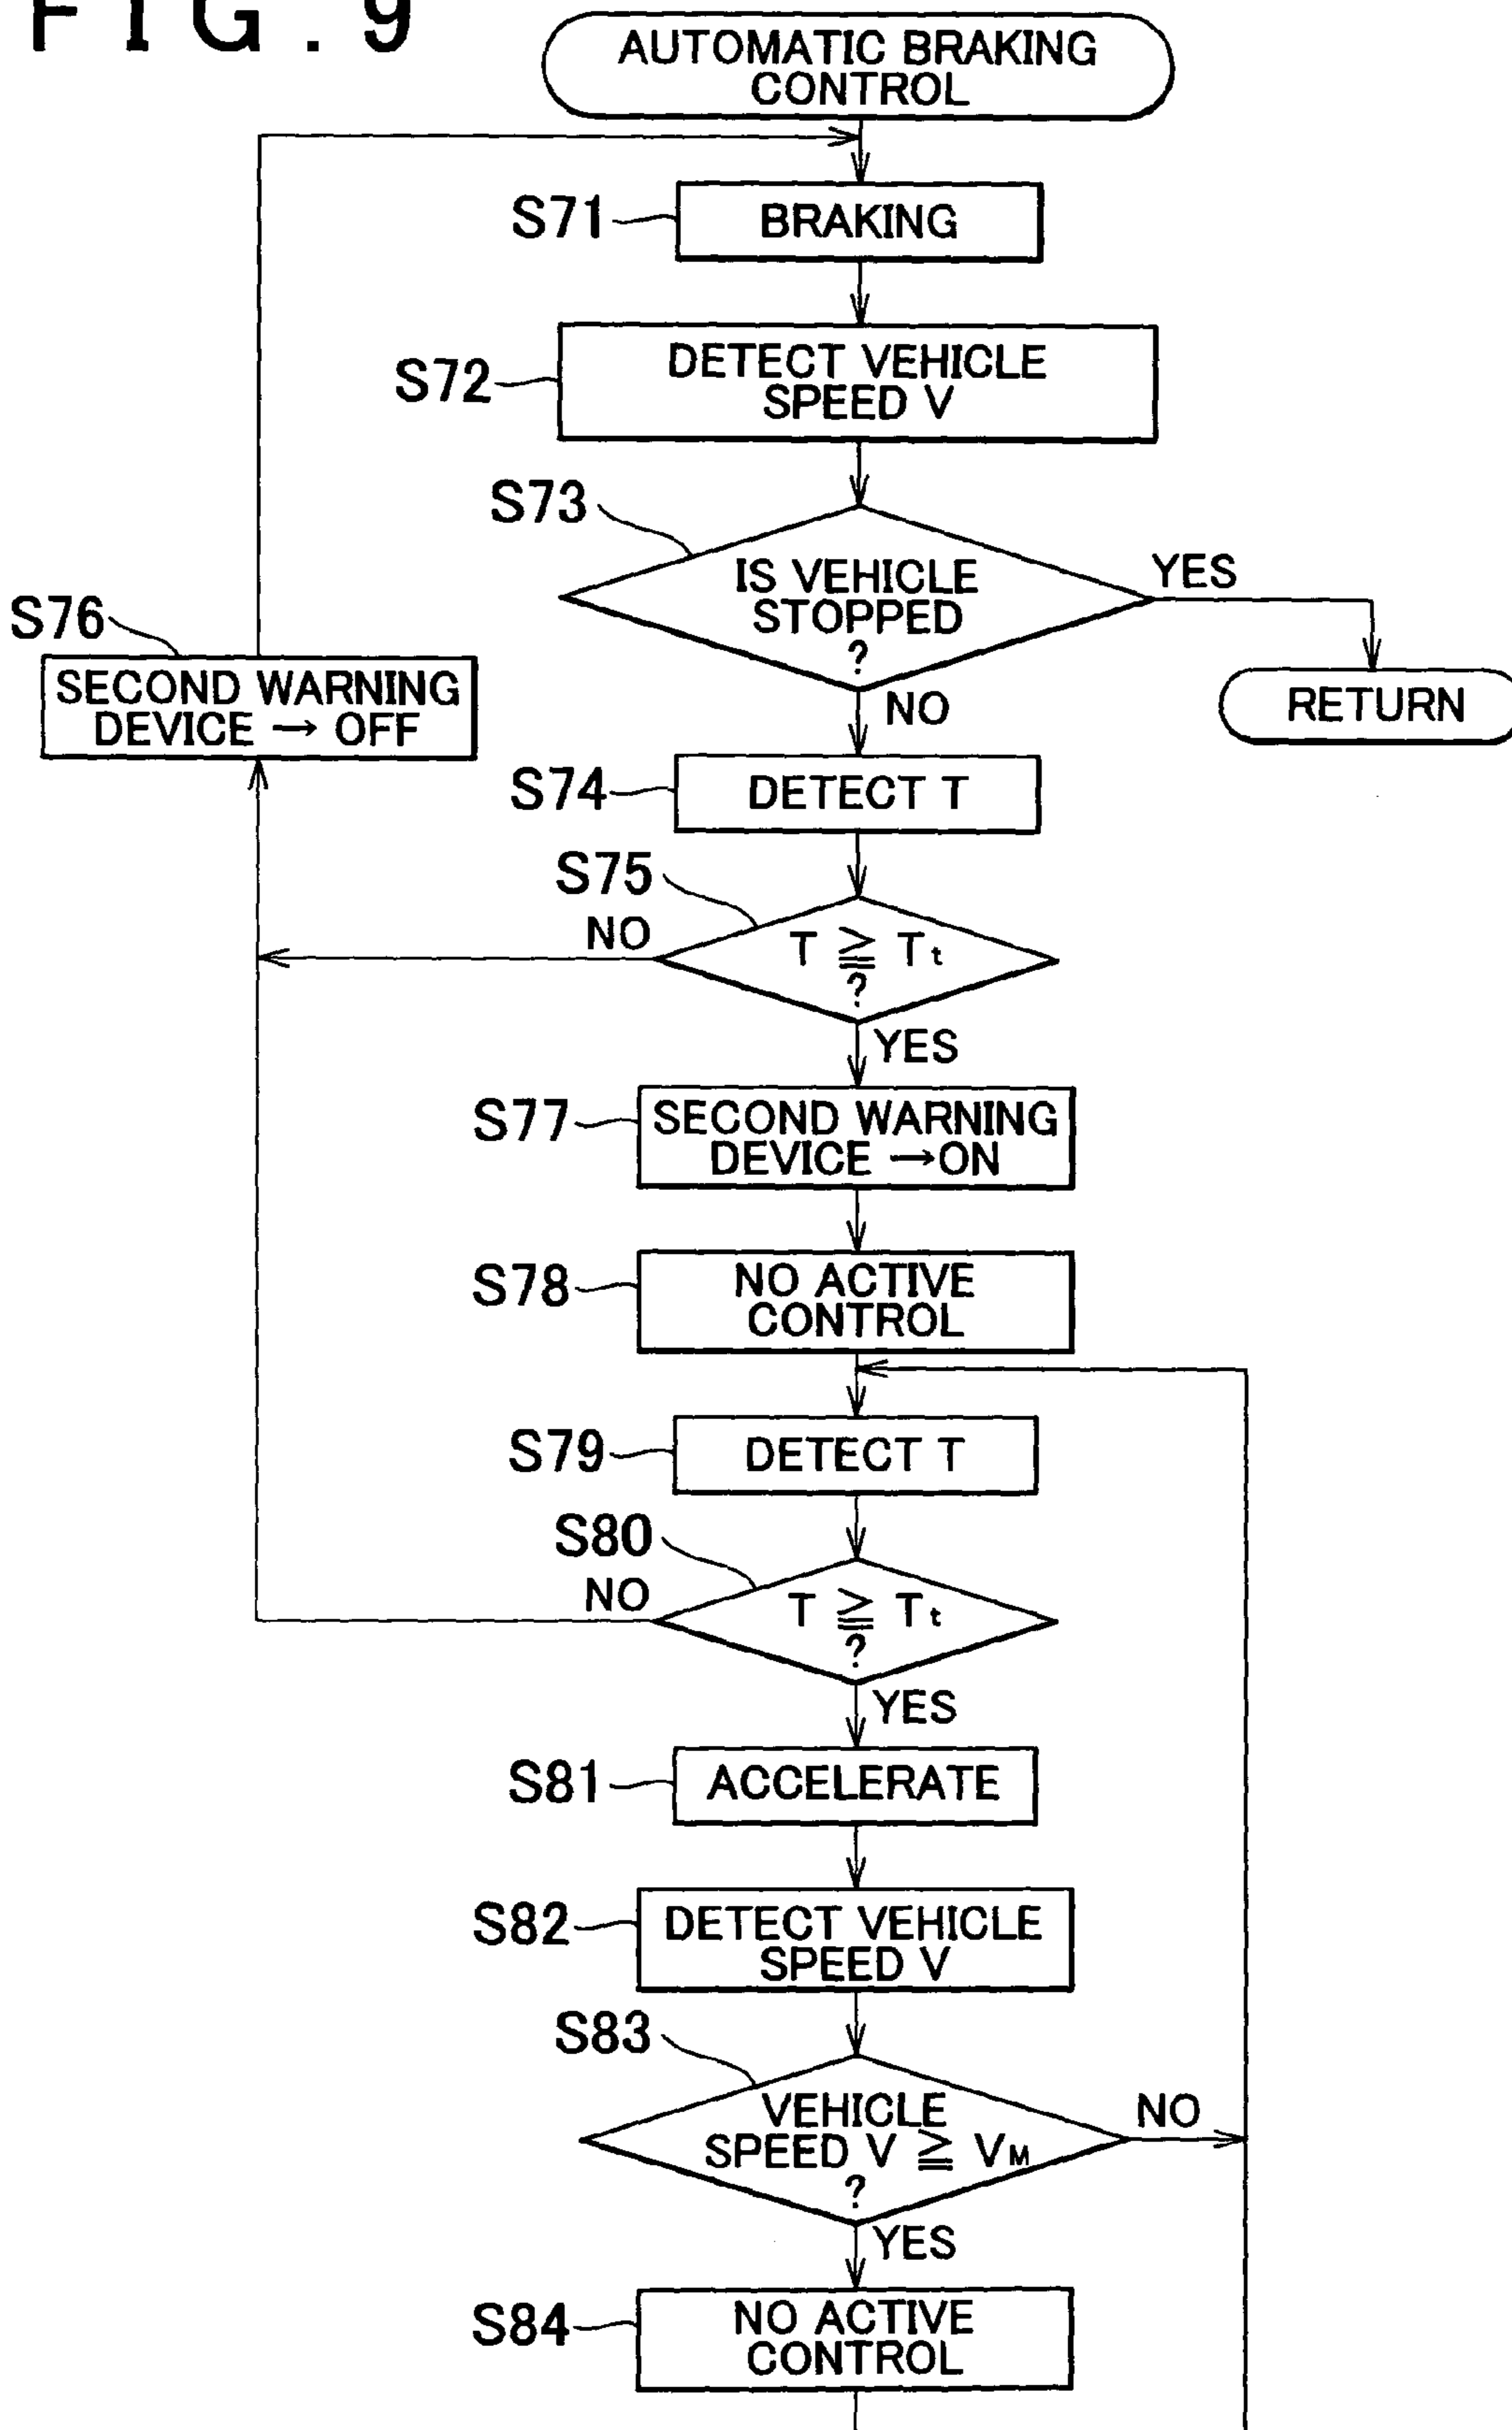 FIG. 9
AUTOMATIC BRAKING
CONTROL
S71
BRAKING
S72
DETECT VEHICLE
SPEED V
S73
IS VEHICLE
STOPPED
?
YES
RETURN
NO
S76
SECOND WARNING
DEVICE → OFF
S74
DETECT T
S75
T ≧ Tt
?
NO
YES
S77
SECOND WARNING
DEVICE →ON
S78
NO ACTIVE
CONTROL
S79
DETECT T
S80
T ≧ Tt
?
NO
YES
S81
ACCELERATE
S82
DETECT VEHICLE
SPEED V
S83
VEHICLE
SPEED V ≧ VM
?
NO
YES
S84
NO ACTIVE
CONTROL